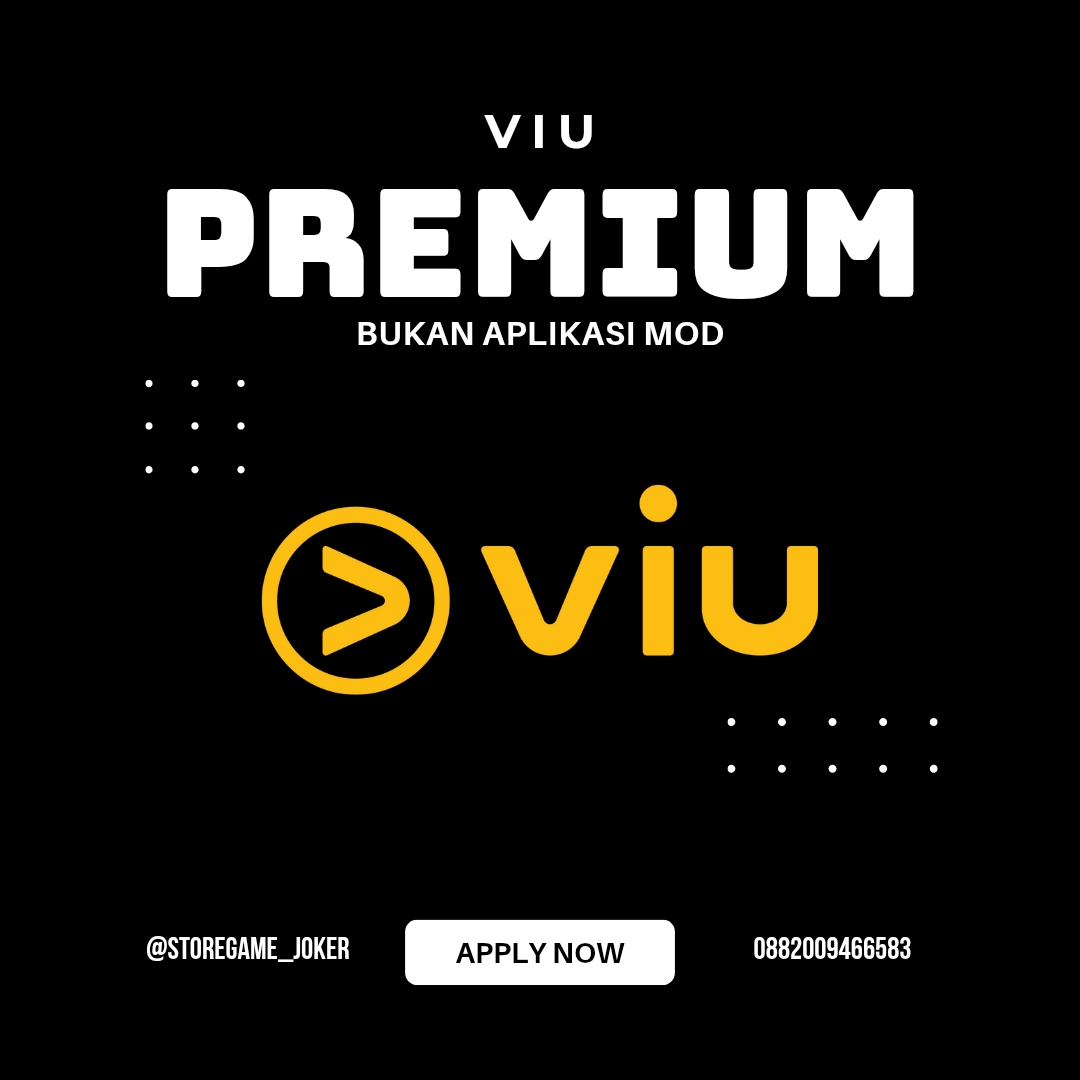 VIU
PREMIUM
BUKAN APLIKASI MOD
viu
@STOREGAME_JOKER
APPLY NOW
0882009466583